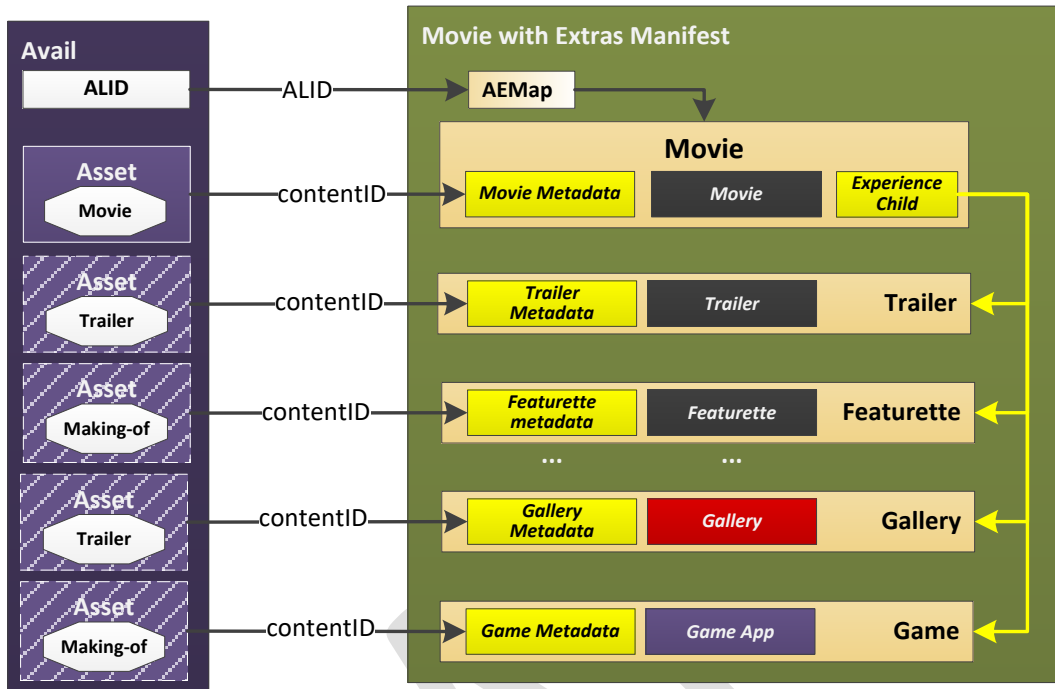 Avail
ALID
Asset
Movie
Asset
Trailer
Asset
Making-of
Asset
Trailer
Asset
Making-of
ALID
contentID
contentID
contentID
contentID
contentID
Movie with Extras Manifest
AEMap
Movie
Movie Metadata
Movie
Experience
Child
Trailer
Metadata
Trailer
Trailer
Featurette
metadata
Featurette
Featurette
...
...
Gallery
Metadata
Gallery
Gallery
Game Metadata
Game App
Game